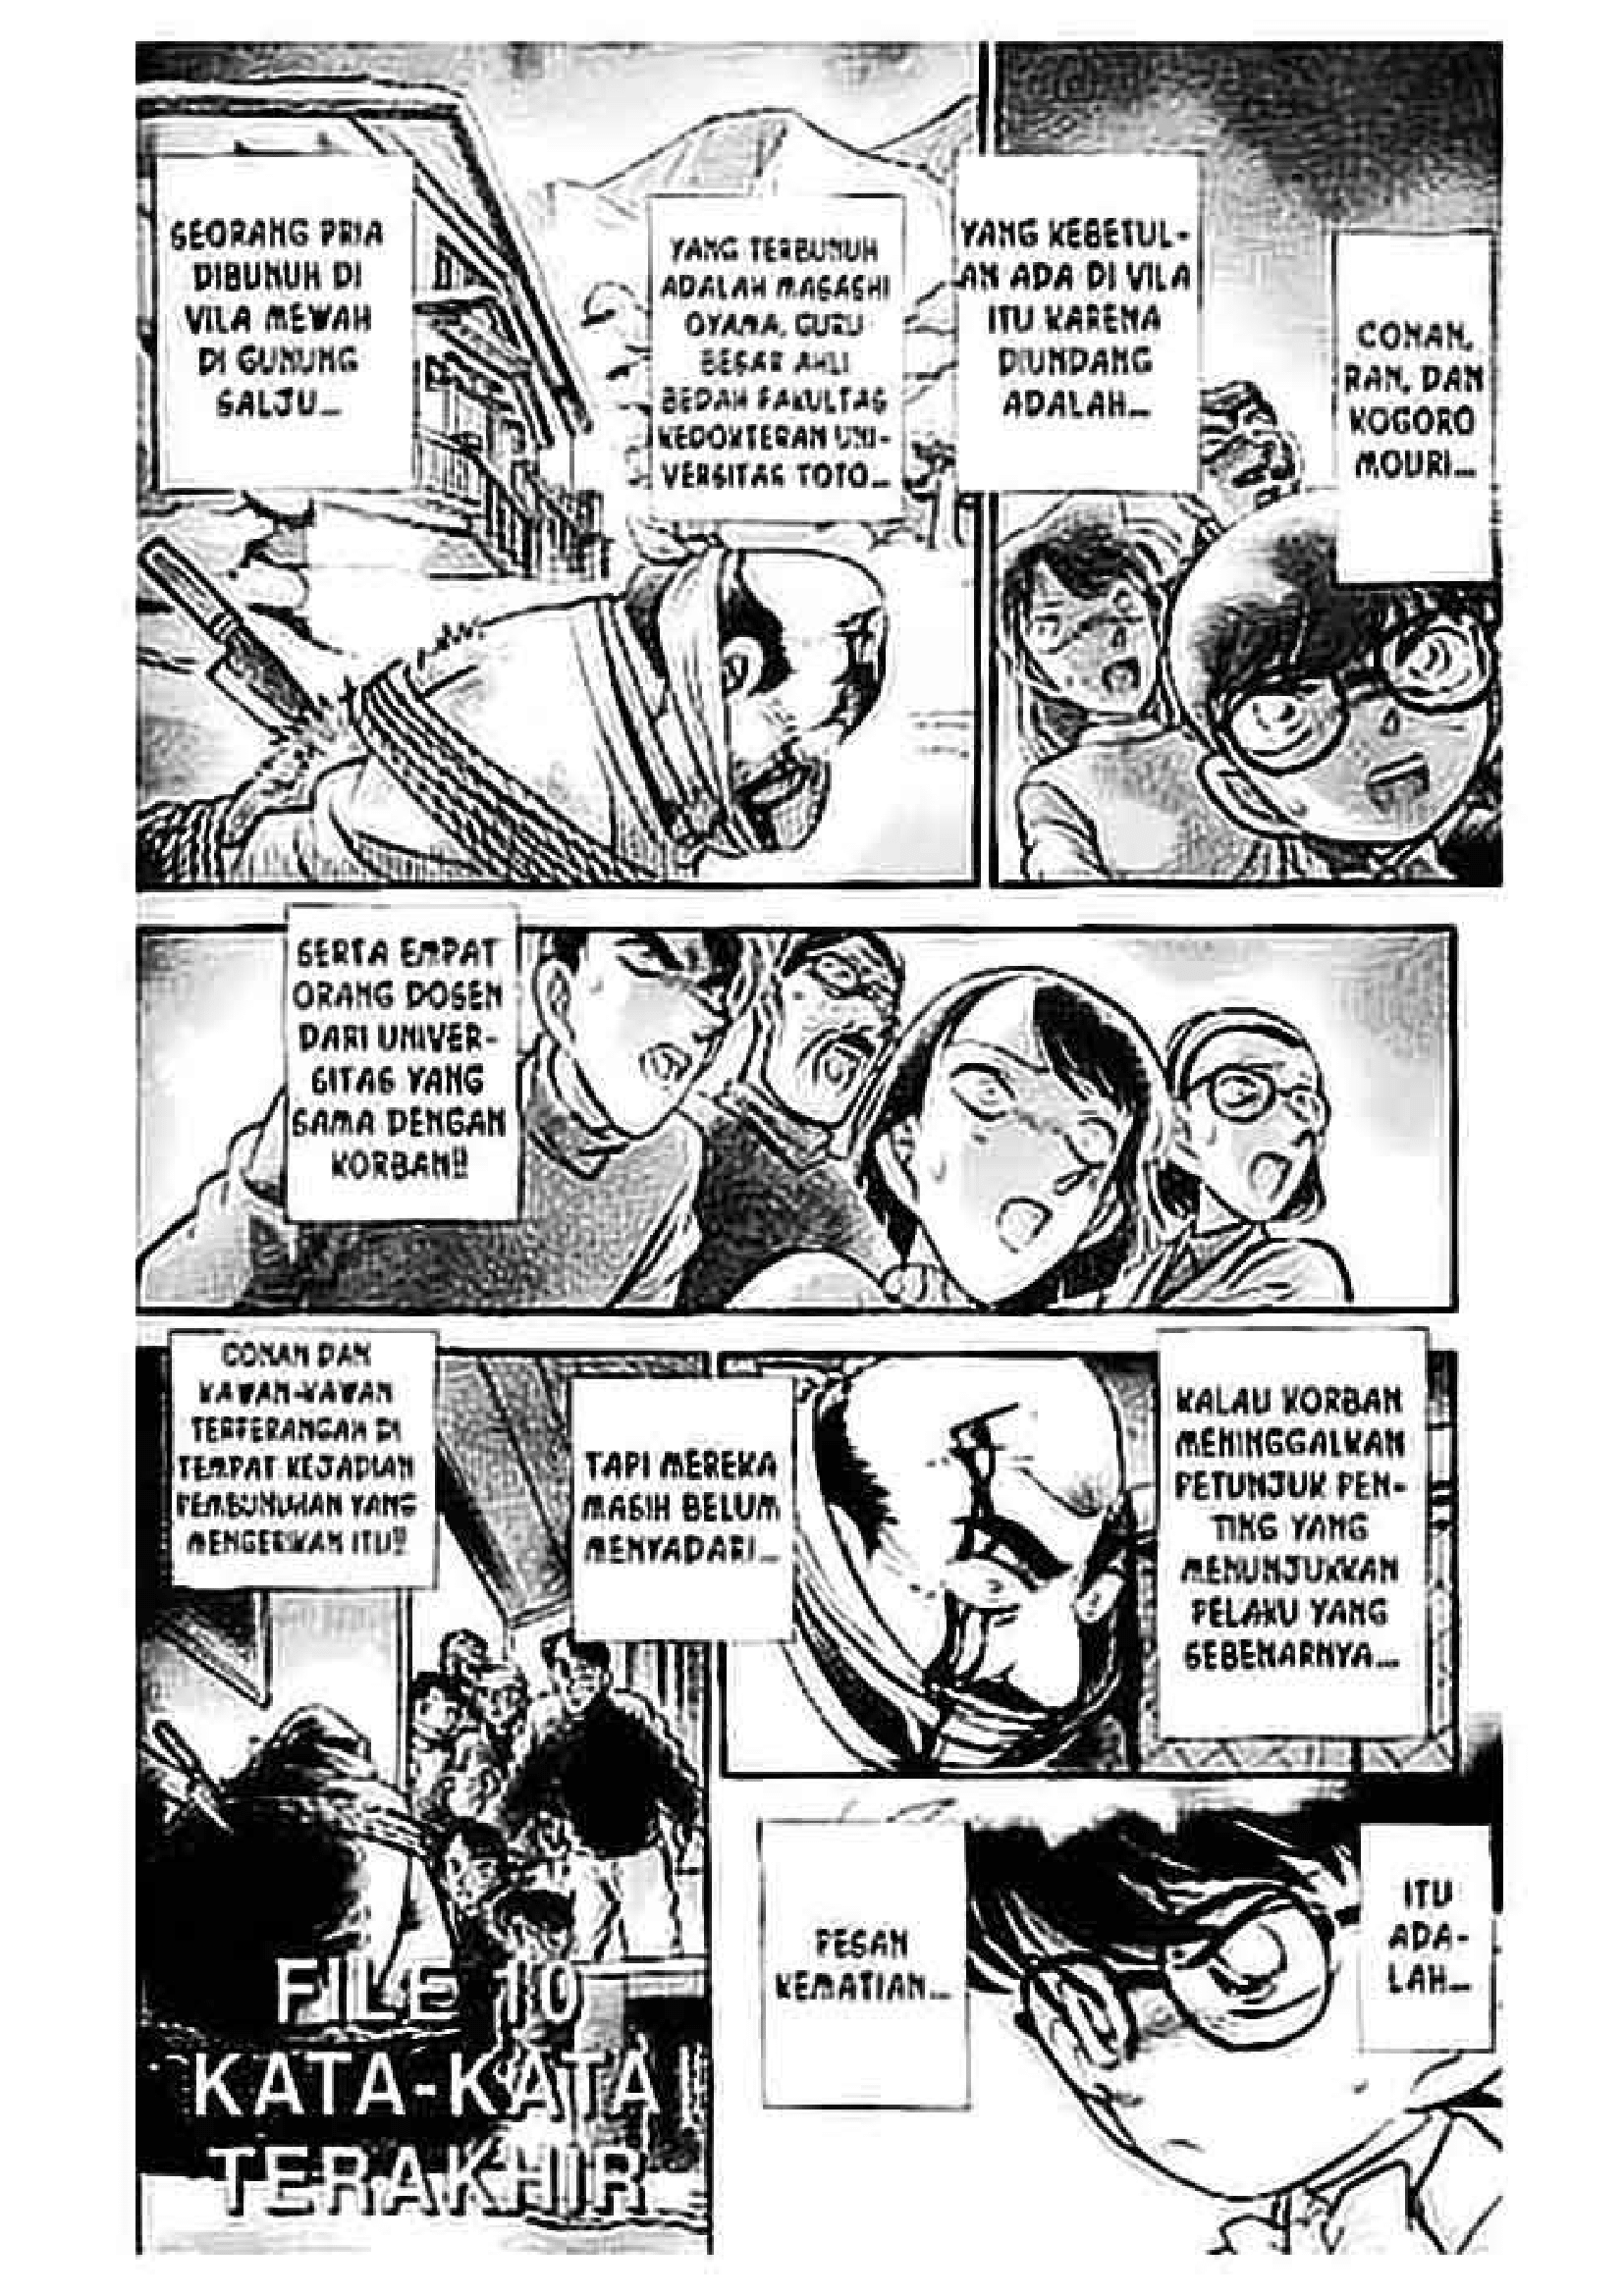 SEORANG PRIA
DIBUNUH DI
VILA MEWAH
DI GUNUNG
SALJU...
YANG TERBUNUH
ADALAH MASASHI
OYAMA, GURU
BESAR AHLI
BEDAH FAKULTAS
KEDOKTERAN UNI-
VERSITAS TOTO...
YANG KEBETUL-
AN ADA DI VILA
ITU KARENA
DIUNDANG
ADALAH...
CONAN,
RAN, DAN
KOGORO
MOURI...
SERTA EMPAT
ORANG DOSEN
DARI UNIVER-
SITAS YANG
SAMA DENGAN
KORBAN!!
CONAN DAN
KAWAN-KAWAN
TERPERANGAH DI
TEMPAT KEJADIAN
PEMBUNUHAN YANG
MENGERIKAN ITU!!
TAPI MEREKA
MASIH BELUM
MENYADARI...
KALAU KORBAN
MENINGGALKAN
PETUNJUK PEN-
TING YANG
MENUNJUKKAN
PELAKU YANG
SEBENARNYA...
ITU
ADA-
LAH...
PESAN
KEMATIAN...
FILE 10
KATA-KATA
TERAKHIR